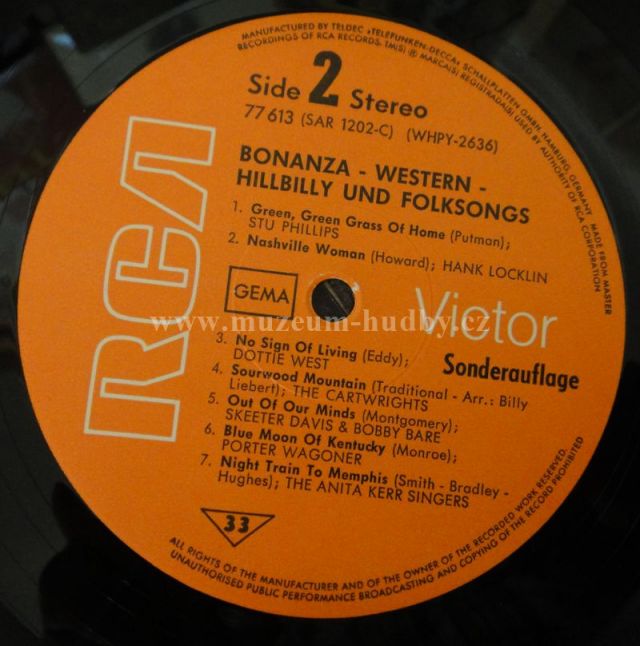 MANUFACTURED BY TELDEC »TELEFUNKEN-DECCA« SCHALLPLATTEN GMBH, HAMBURG, GERMANY MADE FROM MASTER
RECORDINGS OF RCA RECORDS. TM(S) ® MARCA(S) REGISTRADA(S) USED BY AUTHORITY OF RCA CORPORATION
Side 2 Stereo
77613 (SAR 1202-C) (WHPY-2636)
BONANZA - WESTERN -
HILLBILLY UND FOLKSONGS
1. Green, Green Grass Of Home (Putman);
STU PHILLIPS
2. Nashville Woman (Howard); HANK LOCKLIN
RCA
GEMA
Victor
www.muzeum-hudby.cz
Sonderauflage
3. No Sign Of Living (Eddy);
DOTTIE WEST
4. Sourwood Mountain (Traditional - Arr.: Billy
Liebert); THE CARTWRIGHTS
5. Out Of Our Minds (Montgomery);
SKEETER DAVIS & BOBBY BARE
6. Blue Moon Of Kentucky (Monroe);
PORTER WAGONER
7. Night Train To Memphis (Smith - Bradley -
Hughes); THE ANITA KERR SINGERS
33
ALL RIGHTS OF THE MANUFACTURER AND OF THE OWNER OF THE RECORDED WORK RESERVED.
UNAUTHORISED PUBLIC PERFORMANCE BROADCASTING AND COPYING OF THE RECORD PROHIBITED